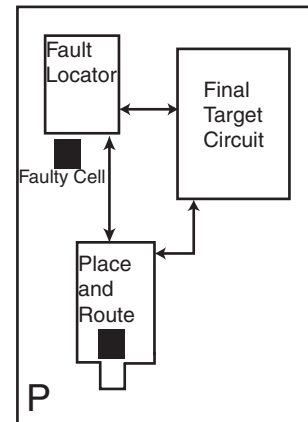 Fault
Locator
Final
Target
Circuit
Faulty Cell
Place
and
Route
P